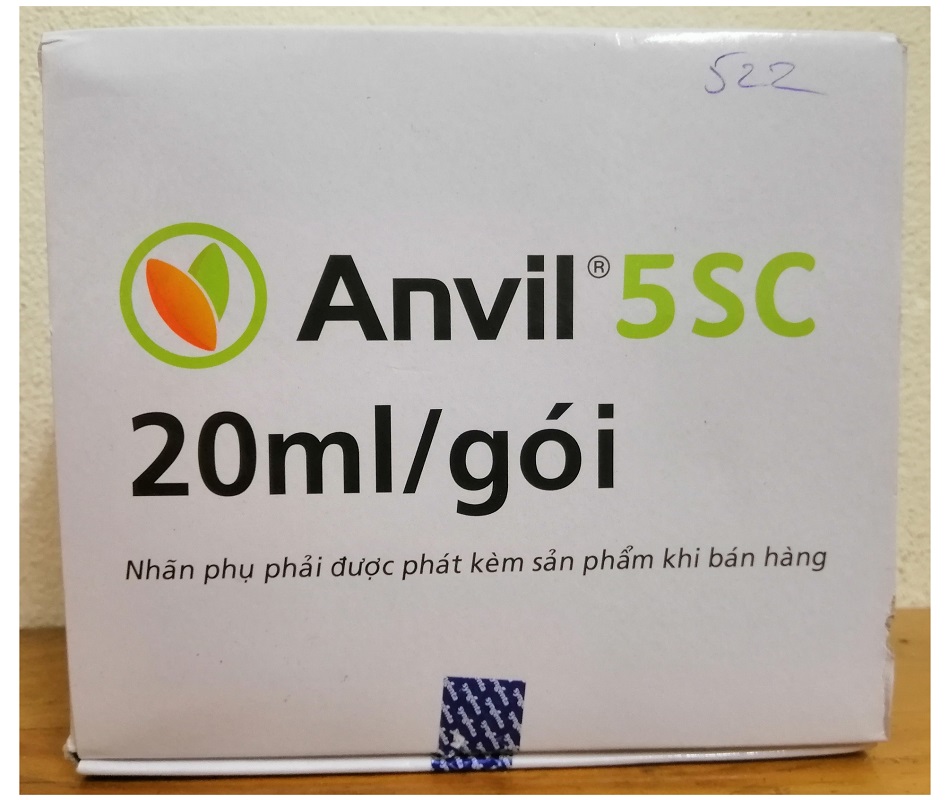 522
Anvil® 5SC
20ml/gói
Nhãn phụ phải được phát kèm sản phẩm khi bán hàng